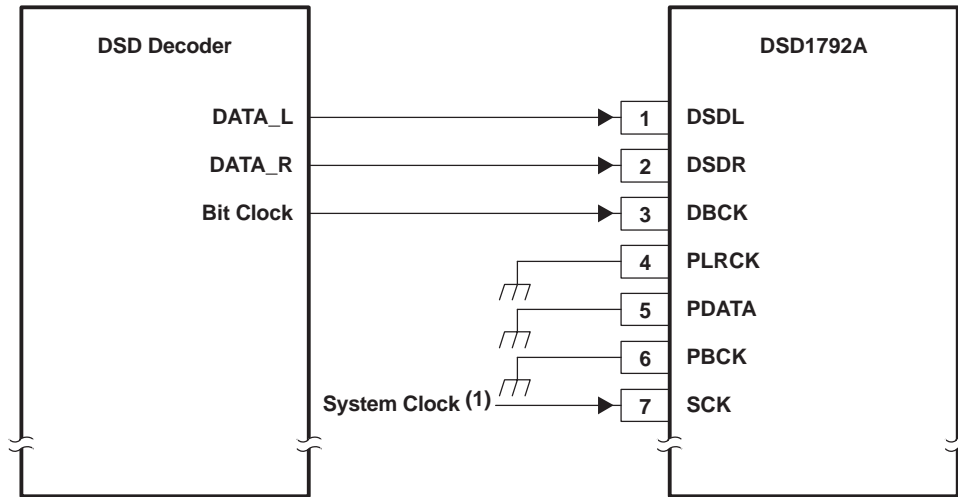 DSD Decoder
DSD1792A
DATA_L 1 DSDL
DATA_R 2 DSDR
Bit Clock 3 DBCK
4 PLRCK
5 PDATA
6 PBCK
System Clock (1) 7 SCK